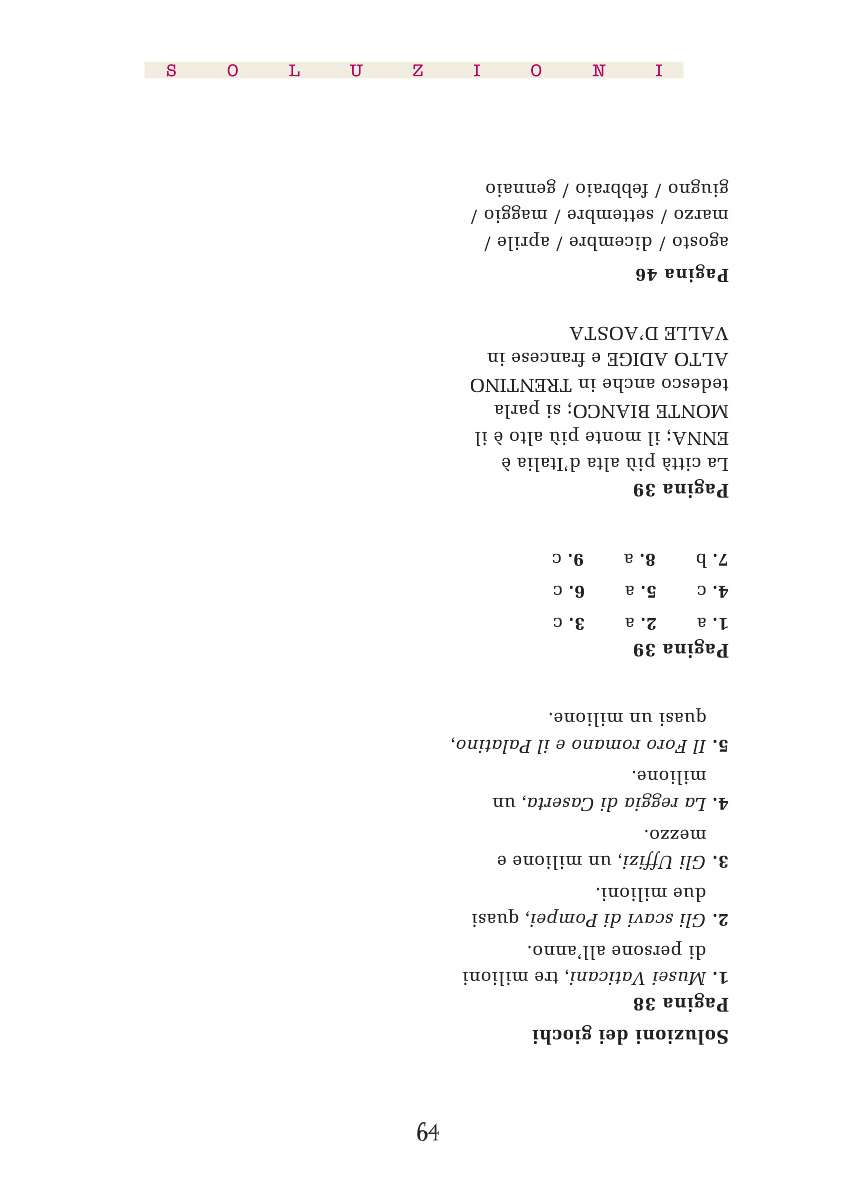 SOLUZIONI
Soluzioni dei giochi
Pagina 38
1. Musei Vaticani, tre milioni
di persone all’anno.
2. Gli scavi di Pompei, quasi
due milioni.
3. Gli Uffizi, un milione e
mezzo.
4. La reggia di Caserta, un
milione.
5. Il Foro romano e il Palatino,
quasi un milione.
Pagina 39
1. a 2. a 3. c
4. c 5. a 6. c
7. b 8. a 9. c
Pagina 39
La città più alta d’Italia è
ENNA; il monte più alto è il
MONTE BIANCO; si parla
tedesco anche in TRENTINO
ALTO ADIGE e francese in
VALLE D’AOSTA
Pagina 46
agosto / dicembre / aprile /
marzo / settembre / maggio /
giugno / febbraio / gennaio
64